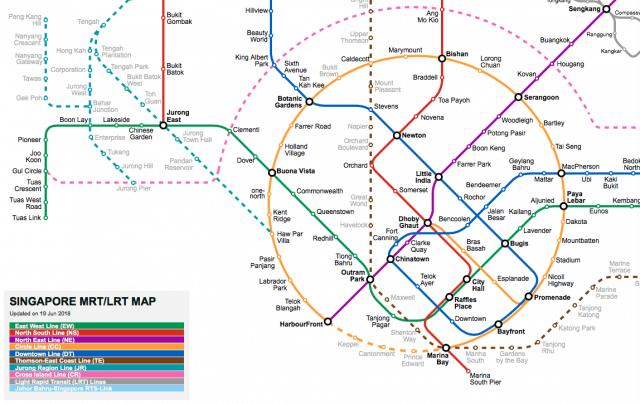 Peng Kang
Hill
Nanyang
Crescent
Nanyang
Gateway
Tawas
Gek Poh
Tengah
Hong Kah
Tengah
Plantation
Corporation
Tengah Park
Bukit Batok
West
Jurong
West
Toh
Guan
Bahar
Junction
Enterprise
Tukang
Jurong Hill
Jurong Pier
Jurong
Town Hall
Pandan
Reservoir
Bukit
Gombak
Bukit
Batok
Jurong
East
Boon Lay
Lakeside
Chinese
Garden
Pioneer
Joo
Koon
Gul Circle
Tuas
Crescent
Tuas West
Road
Tuas Link
Clementi
Dover
Buona Vista
Commonwealth
Queenstown
Redhill
Tiong
Bahru
Outram
Park
Tanjong
Pagar
Hillview
Beauty
World
King Albert
Park
Sixth
Avenue
Tan
Kah Kee
Botanic
Gardens
Stevens
Farrer Road
Holland
Village
one-
north
Kent
Ridge
Haw Par
Villa
Pasir
Panjang
Labrador
Park
Telok
Blangah
HarbourFront
Keppel
Cantonment
Prince
Edward
Upper
Thomson
Bukit
Brown
Caldecott
Mount
Pleasant
Napier
Orchard
Boulevard
Orchard
Great
World
Havelock
Maxwell
Shenton
Way
Marina
Bay
Marina
South
Gardens
by the Bay
Tanjong
Rhu
Katong Park
Tanjong
Katong
Marine
Parade
Marine
Terrace
Marina
South Pier
Ang
Mo Kio
Marymount
Bishan
Lorong
Chuan
Braddell
Toa Payoh
Novena
Newton
Somerset
Dhoby
Ghaut
City
Hall
Raffles
Place
Little
India
Farrer Park
Boon Keng
Potong Pasir
Woodleigh
Serangoon
Kovan
Hougang
Buangkok
Sengkang
Ranggung
Kangkar
Compassv
Bartley
Tai Seng
MacPherson
Mattar
Ubi
Kaki
Bukit
Bedok
North
Geylang
Bahru
Bendemeer
Rochor
Jalan
Besar
Bencoolen
Fort
Canning
Clarke
Quay
Chinatown
Telok
Ayer
Downtown
Bras
Basah
Esplanade
Bugis
Lavender
Kallang
Aljunied
Paya
Lebar
Eunos
Kembang
Dakota
Mountbatten
Stadium
Nicoll
Highway
Promenade
Bayfront
SINGAPORE MRT/LRT MAP
Updated on 19 Jun 2018
East West Line (EW)
North South Line (NS)
North East Line (NE)
Circle Line (CC)
Downtown Line (DT)
Thomson-East Coast Line (TE)
Jurong Region Line (JR)
Cross Island Line (CR)
Light Rapid Transit (LRT) Lines
Johor Bahru-Singapore RTS-Link